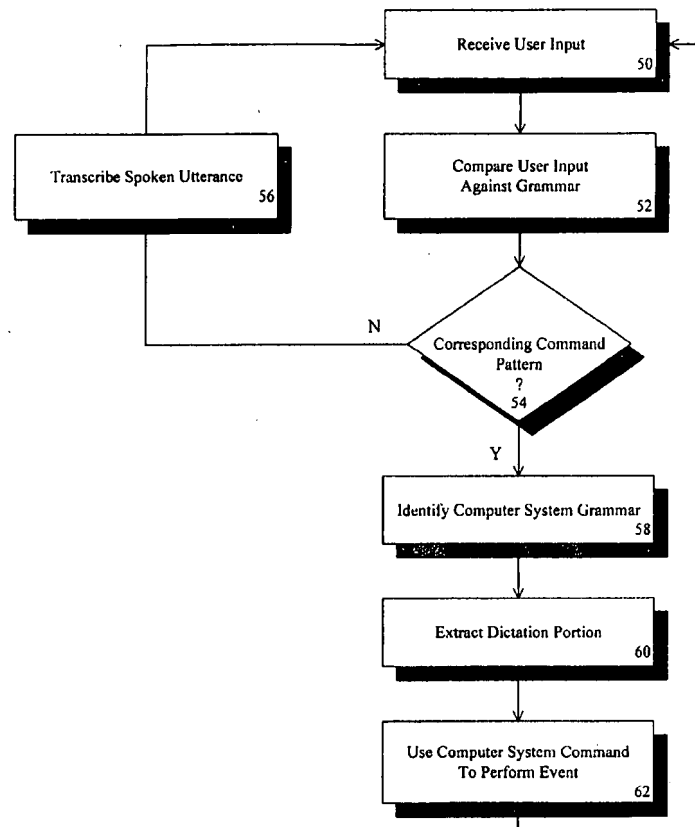 Receive User Input
50
Transcribe Spoken Utterance
56
Compare User Input
Against Grammar
52
N
Corresponding Command
Pattern
?
54
Y
Identify Computer System Grammar
58
Extract Dictation Portion
60
Use Computer System Command
To Perform Event
62